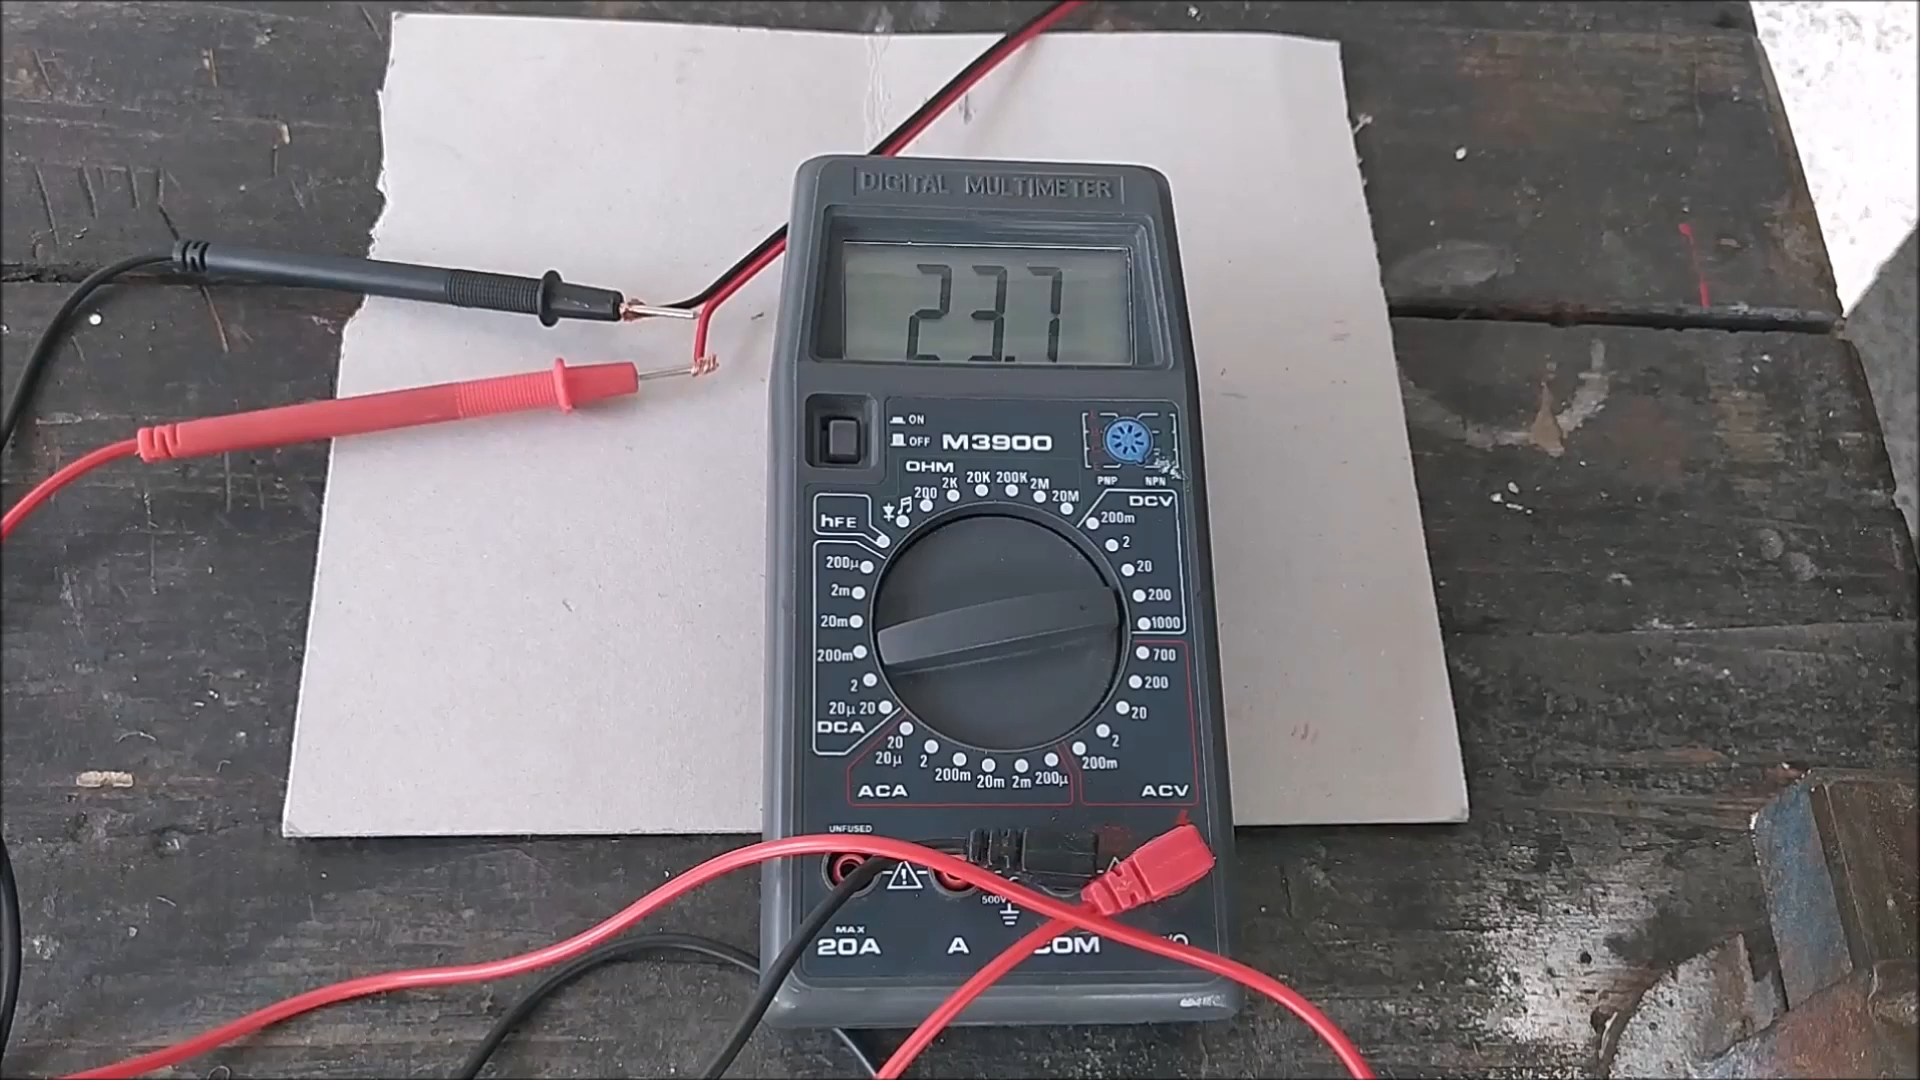 DIGITAL MULTIMETER
23.7
ON
OFF
M3900
OHM
200
2K
20K
200K
2M
20M
PNP
NPN
hFE
DCV
200m
2
20
200
1000
200µ
2m
20m
200m
2
20µ 20
DCA
700
200
20
2
200m
ACV
20
20µ
2
200m
20m
2m
200µ
ACA
UNFUSED
500V
MAX
20A
A
COM